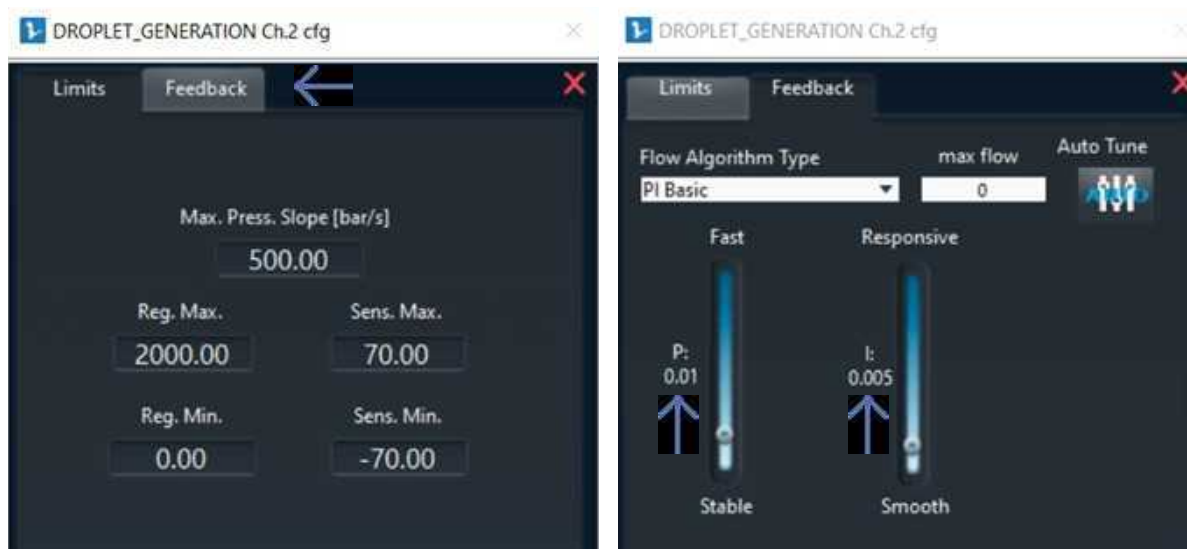 DROPLET_GENERATION Ch.2 cfg
Limits Feedback
Max. Press. Slope [bar/s]
500.00
Reg. Max. Sens. Max.
2000.00 70.00
Reg. Min. Sens. Min.
0.00 -70.00
DROPLET_GENERATION Ch.2 cfg
Limits Feedback
Flow Algorithm Type max flow Auto Tune
PI Basic 0
Fast Responsive
P: I:
0.01 0.005
Stable Smooth